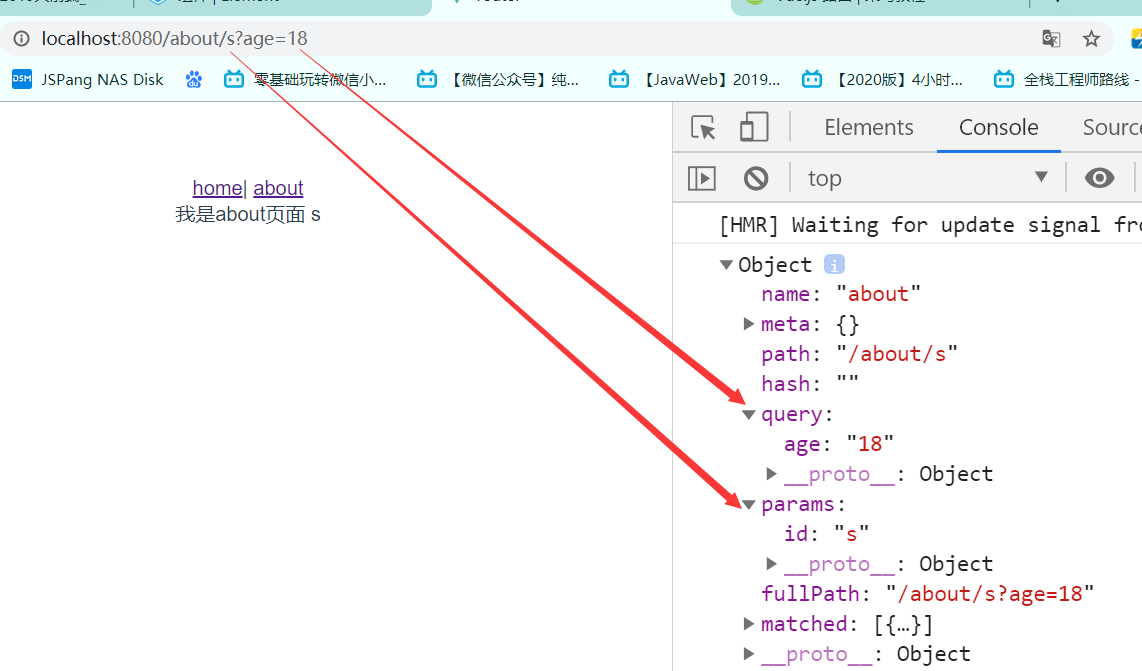 localhost:8080/about/s?age=18
JSPang NAS Disk 零基础玩转微信小... 【微信公众号】纯... 【JavaWeb】2019... 【2020版】4小时... 全栈工程师路线 -
Elements Console Sourc
top
[HMR] Waiting for update signal fro
home| about
我是about页面 s
Object i
name: "about"
meta: {}
path: "/about/s"
hash: ""
query:
age: "18"
__proto__: Object
params:
id: "s"
__proto__: Object
fullPath: "/about/s?age=18"
matched: [{…}]
__proto__: Object